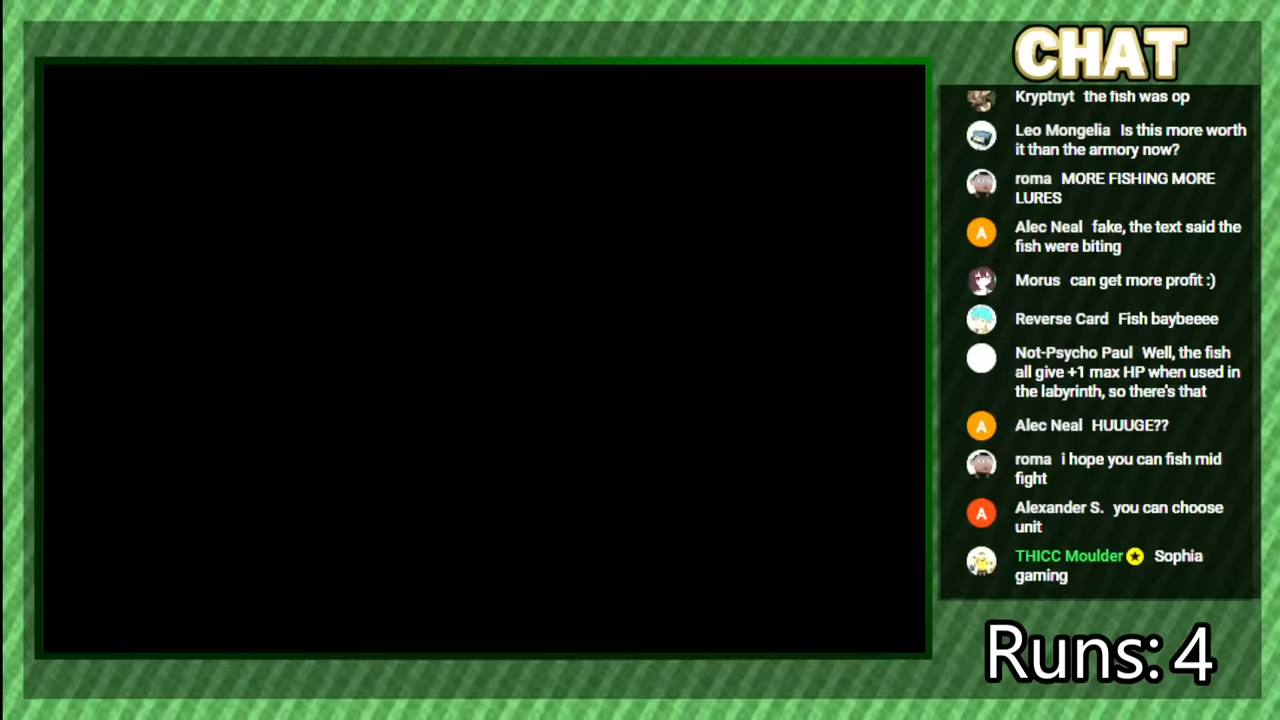 CHAT
Kryptnyt the fish was op
Leo Mongelia Is this more worth
it than the armory now?
roma MORE FISHING MORE
LURES
A
Alec Neal fake, the text said the
fish were biting
Morus can get more profit :)
Reverse Card Fish baybeeee
Not-Psycho Paul Well, the fish
all give +1 max HP when used in
the labyrinth, so there's that
A
Alec Neal HUUUGE??
roma i hope you can fish mid
fight
A
Alexander S. you can choose
unit
THICC Moulder Sophia
gaming
Runs: 4